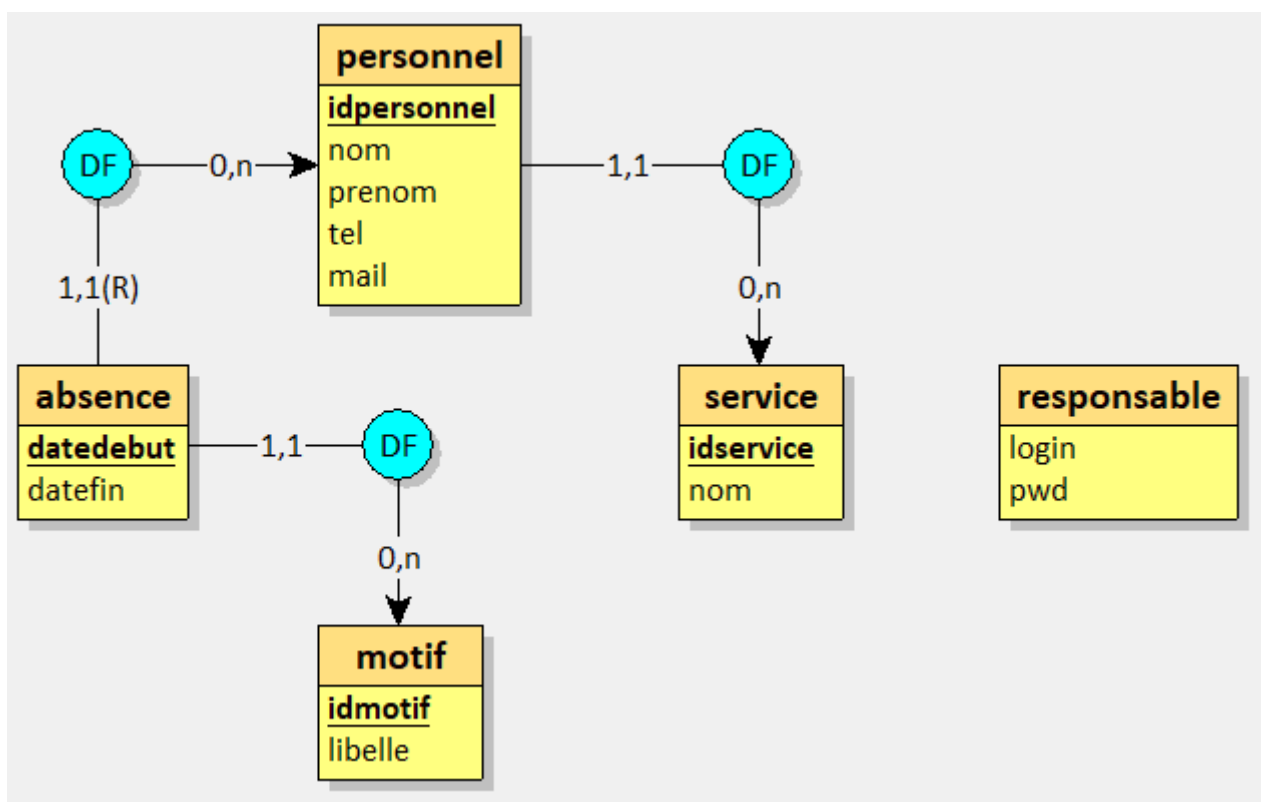 personnel
idpersonnel
nom
prenom
tel
mail
DF
0,n
1,1
DF
1,1(R)
0,n
absence
datedebut
datefin
1,1
DF
service
idservice
nom
responsable
login
pwd
0,n
motif
idmotif
libelle